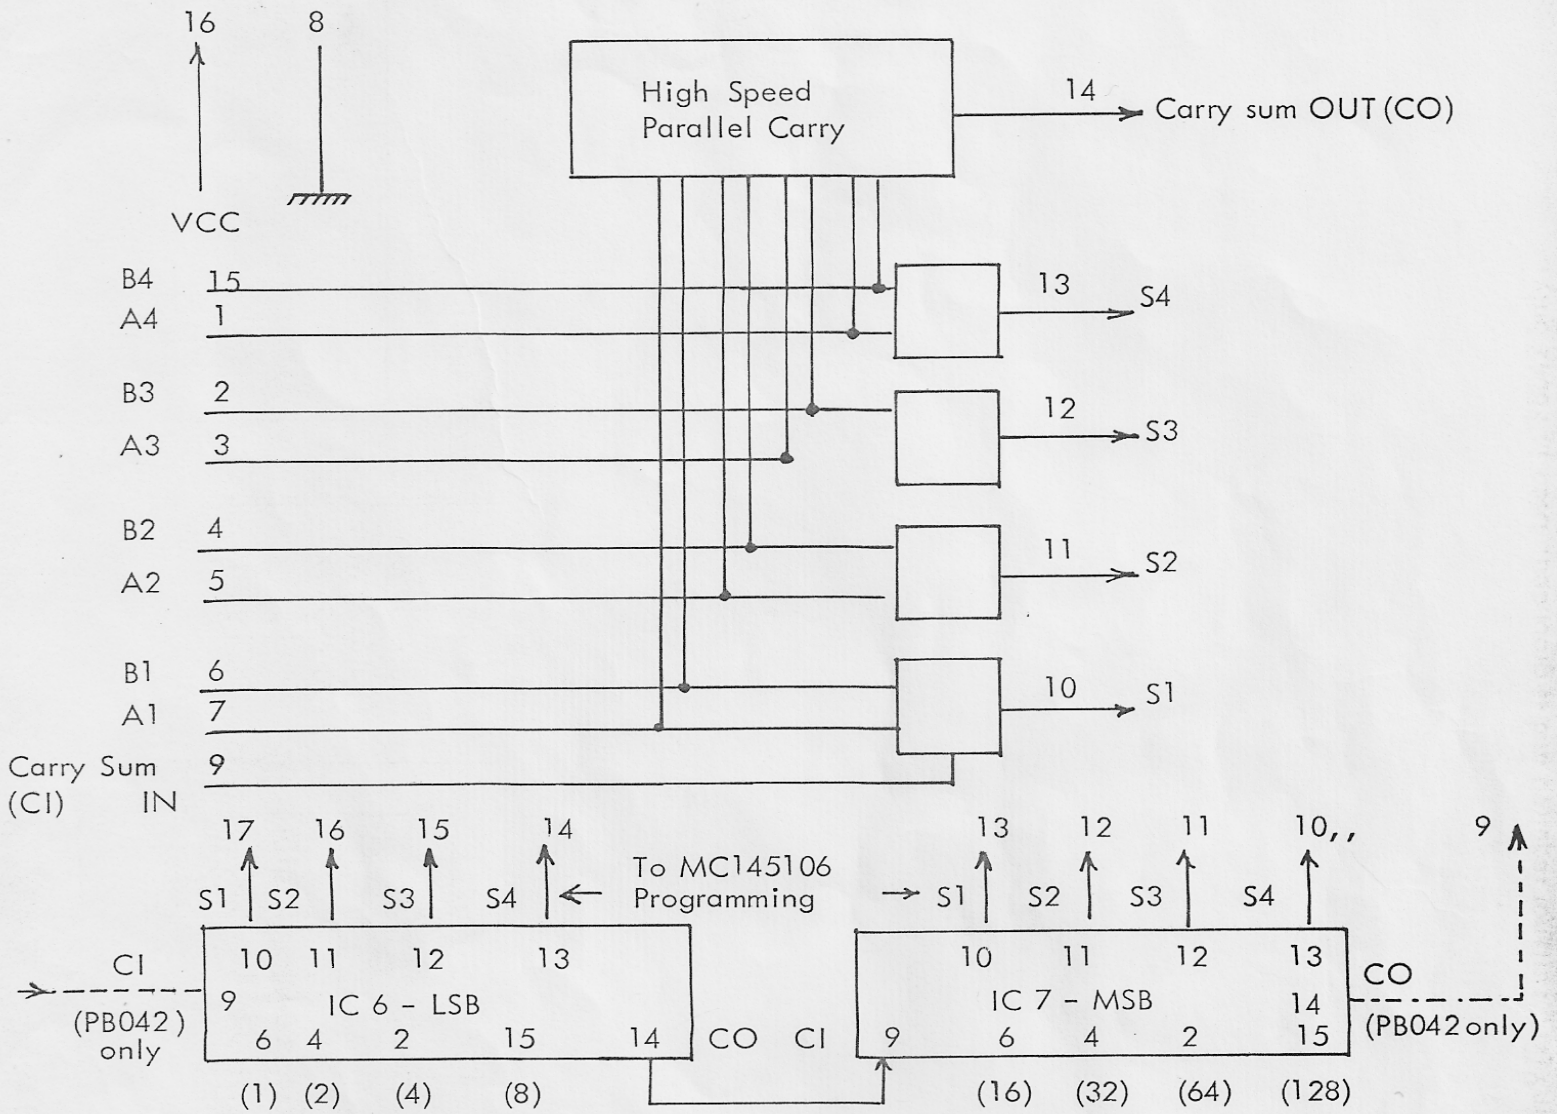 16 8
High Speed
Parallel Carry
14
Carry sum OUT (CO)
VCC
B4 15
13 S4
A4 1
B3 2
12 S3
A3 3
B2 4
11 S2
A2 5
B1 6
10 S1
A1 7
Carry Sum 9
(CI) IN
17 16 15 14
To MC145106
Programming
13 12 11 10,, 9
S1 S2 S3 S4
S1 S2 S3 S4
CI
(PB042)
only
10 11 12 13
9 IC 6 - LSB
6 4 2 15 14
CO CI
10 11 12 13
IC 7 - MSB 14
9 6 4 2 15
CO
(PB042 only)
(1) (2) (4) (8)
(16) (32) (64) (128)